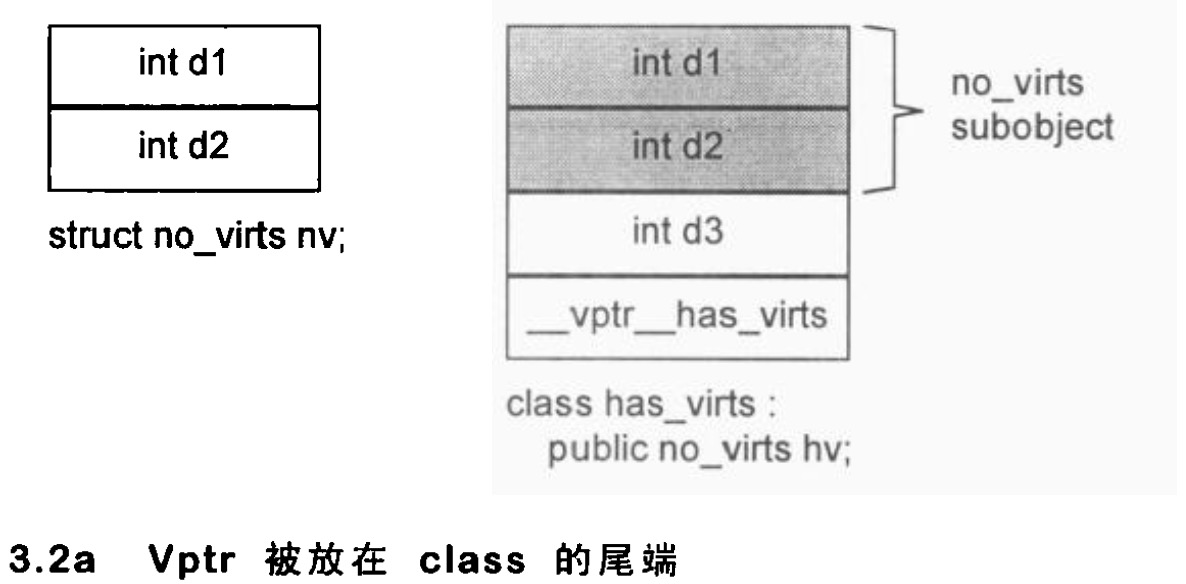 int d1
int d2
struct no_virts nv;
int d1
int d2
int d3
__vptr__has_virts
no_virts
subobject
class has_virts :
public no_virts hv;
3.2a Vptr 被放在 class 的尾端